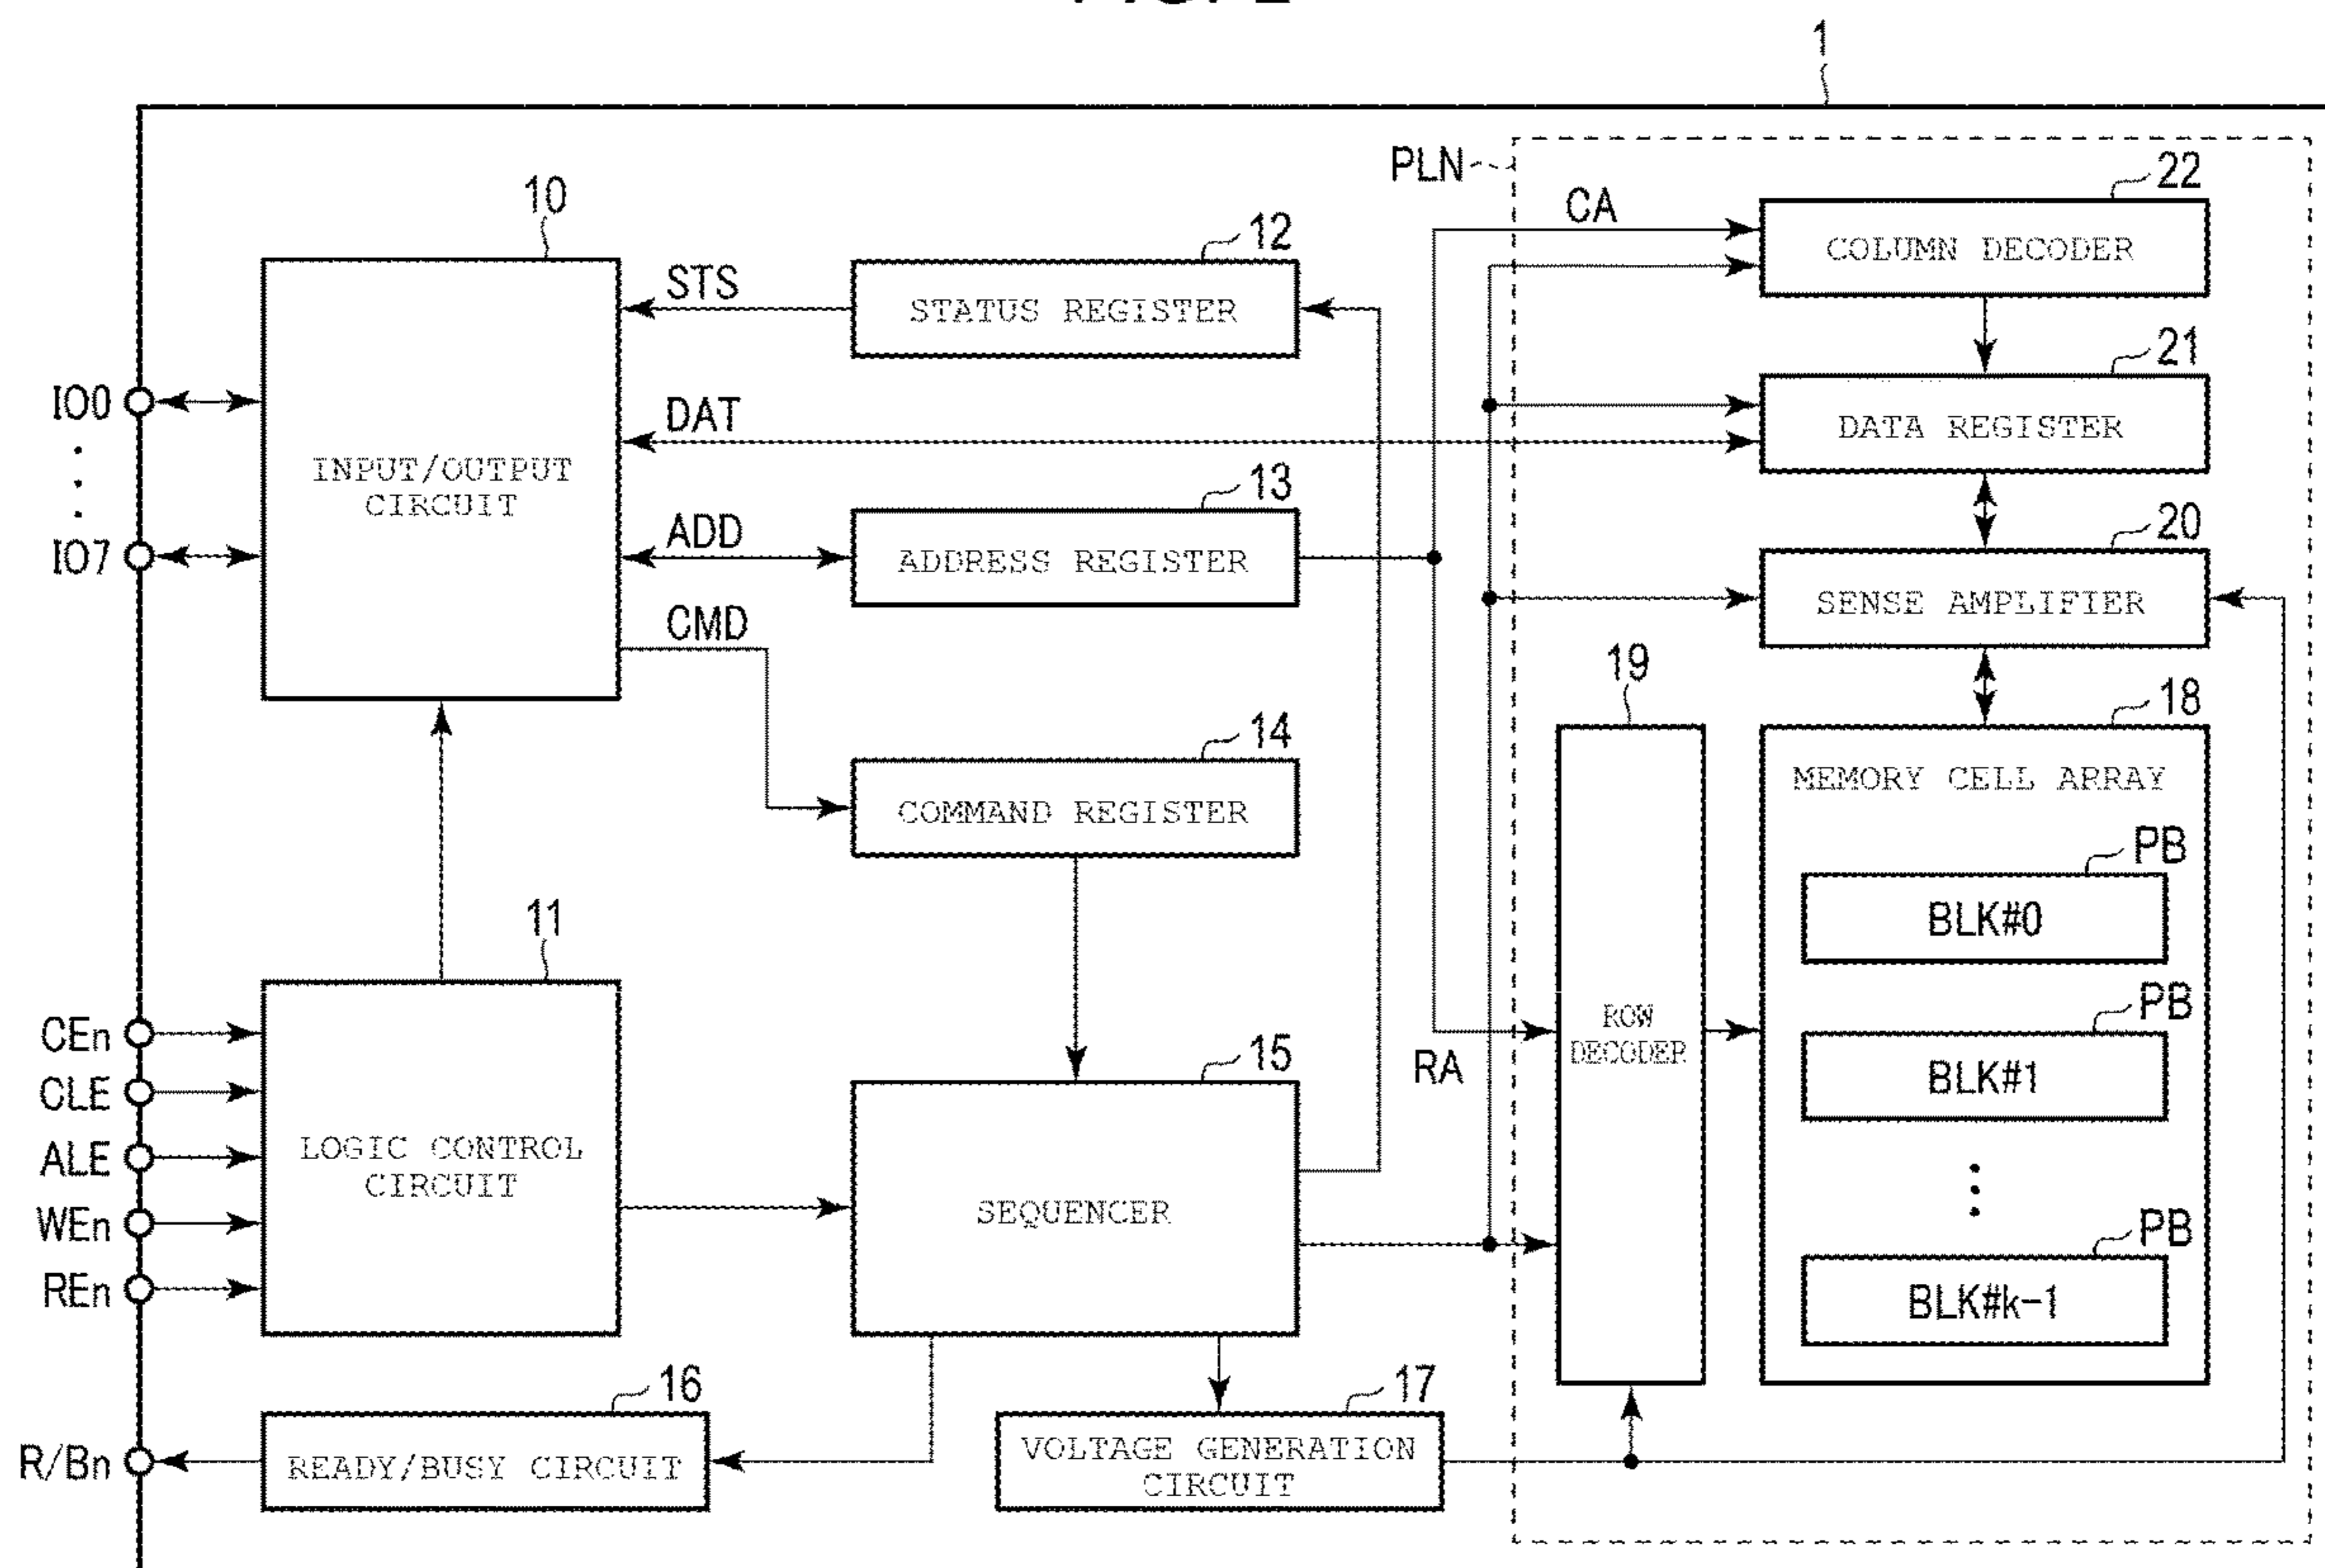 1
PLN
22
CA
COLUMN DECODER
10
12
STS
STATUS REGISTER
21
IO0
DAT
DATA REGISTER
INPUT/OUTPUT
CIRCUIT
13
20
IO7
ADD
ADDRESS REGISTER
SENSE AMPLIFIER
CMD
19
18
14
MEMORY CELL ARRAY
COMMAND REGISTER
PB
BLK#0
11
PB
CEn
ROW
DECODER
15
RA
BLK#1
CLE
ALE
LOGIC CONTROL
CIRCUIT
SEQUENCER
WEn
PB
REn
BLK#k-1
16
17
R/Bn
READY/BUSY CIRCUIT
VOLTAGE GENERATION
CIRCUIT